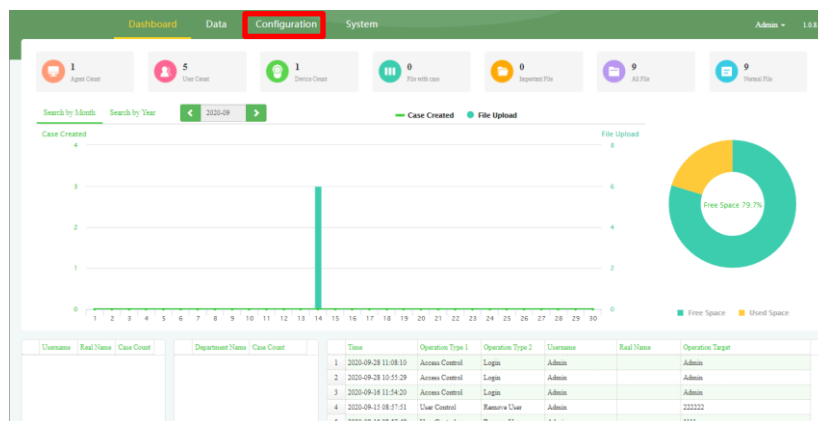 Dashboard Data Configuration System Admin 1.0.8
1 Agent Count
5 User Count
1 Device Count
0 File with case
0 Important File
9 All File
9 Normal File
Search by Month Search by Year 2020-09
Case Created File Upload
Case Created File Upload
4 8
3 6
2 4
1 2
0 0
1 2 3 4 5 6 7 8 9 10 11 12 13 14 15 16 17 18 19 20 21 22 23 24 25 26 27 28 29 30
Free Space 79.7%
Free Space Used Space
Username Real Name Case Count
Department Name Case Count
Time Operation Type 1 Operation Type 2 Username Real Name Operation Target
1 2020-09-28 11:08:10 Access Control Login Admin Admin
2 2020-09-28 10:55:29 Access Control Login Admin Admin
3 2020-09-16 11:54:20 Access Control Login Admin Admin
4 2020-09-15 08:57:51 User Control Remove User Admin 222222